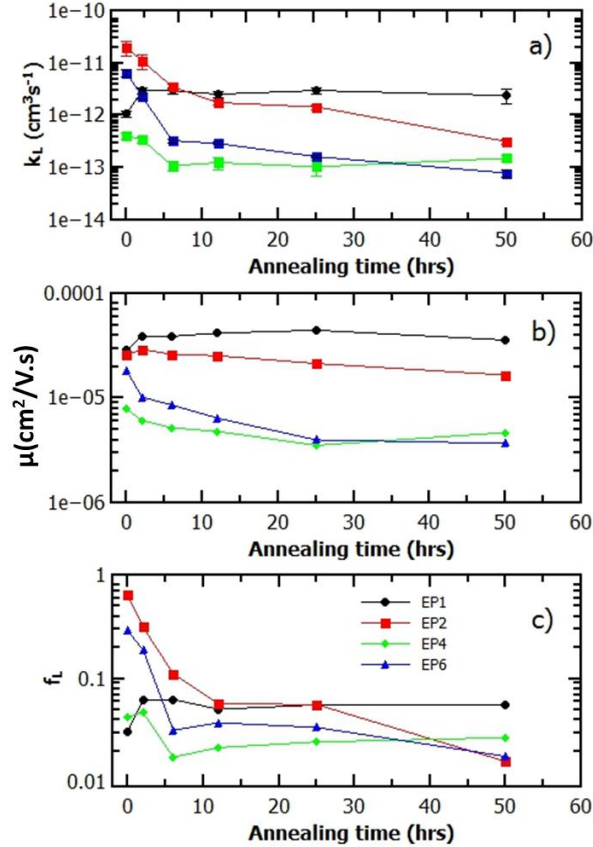 1e-10
1e-11
1e-12
1e-13
1e-14
k_L (cm³s⁻¹)
a)
0 10 20 30 40 50 60
Annealing time (hrs)
0.0001
1e-05
1e-06
μ(cm²/V.s)
b)
0 10 20 30 40 50 60
Annealing time (hrs)
1
0.1
0.01
f_L
EP1
EP2
EP4
EP6
c)
0 10 20 30 40 50 60
Annealing time (hrs)